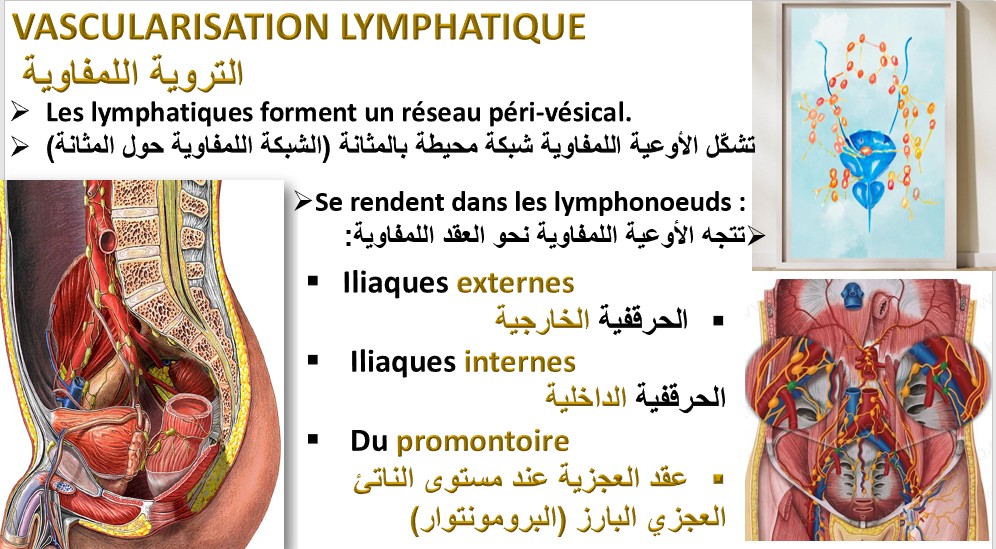 VASCULARISATION LYMPHATIQUE
التروية اللمفاوية
➢ Les lymphatiques forment un réseau péri-vésical.
➢ تشكّل الأوعية اللمفاوية شبكة محيطة بالمثانة (الشبكة اللمفاوية حول المثانة)
➢Se rendent dans les lymphonoeuds :
➢تتجه الأوعية اللمفاوية نحو العقد اللمفاوية:
▪ Iliaques externes
▪ الحرقفية الخارجية
▪ Iliaques internes
الحرقفية الداخلية
▪ Du promontoire
▪ عقد العجزية عند مستوى الناتئ
العجزي البارز (البرومونتوار)